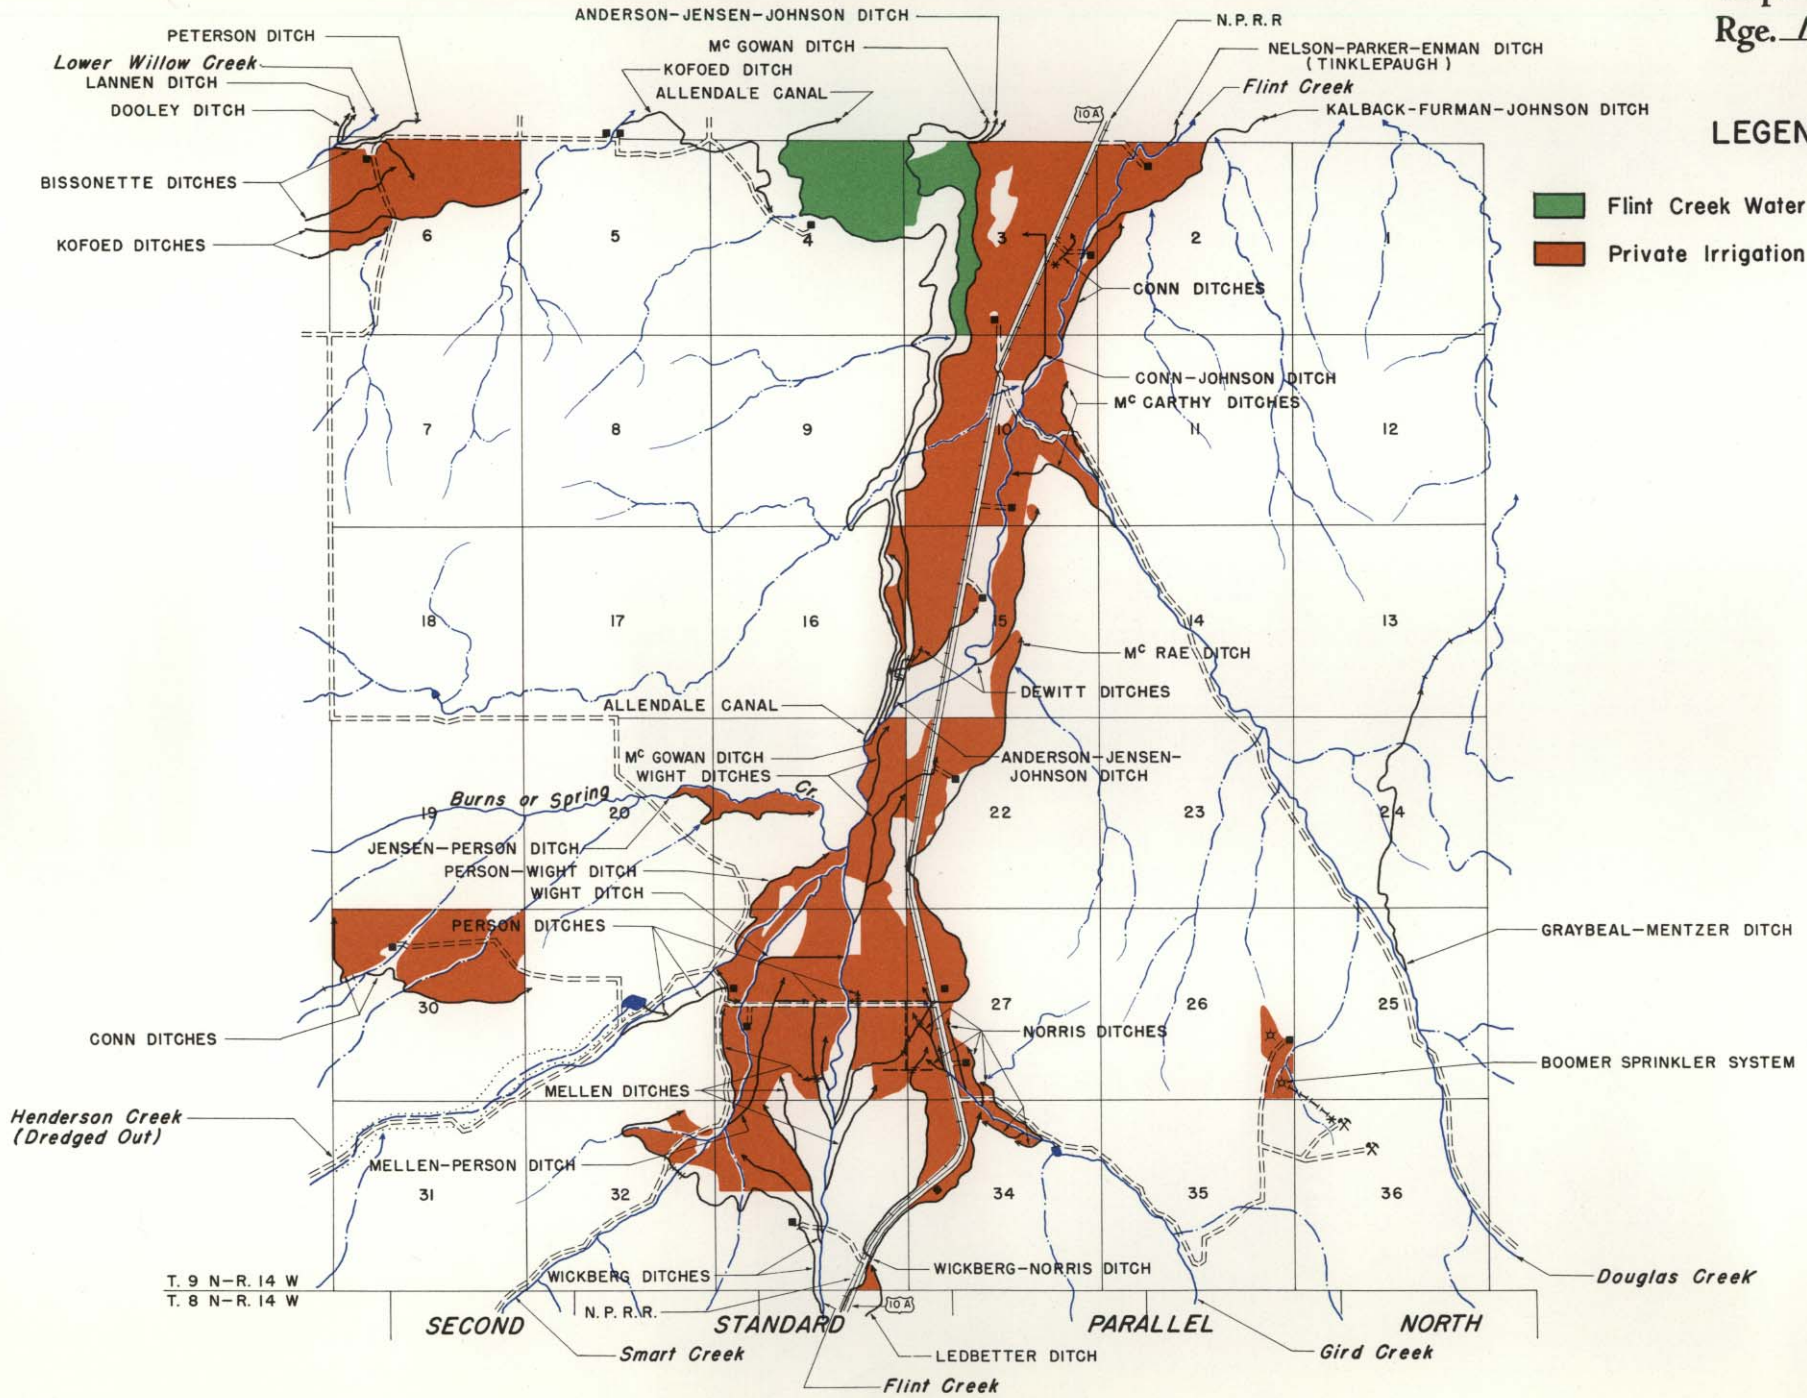 Rge.
ANDERSON-JENSEN-JOHNSON DITCH
N.P.R.R
PETERSON DITCH
Mc GOWAN DITCH
NELSON-PARKER-ENMAN DITCH
(TINKLEPAUGH)
Lower Willow Creek
KOFOED DITCH
LANNEN DITCH
ALLENDALE CANAL
Flint Creek
DOOLEY DITCH
10 A
KALBACK-FURMAN-JOHNSON DITCH
LEGEN
BISSONETTE DITCHES
Flint Creek Water
KOFOED DITCHES
6
5
4
3
2
1
Private Irrigation
CONN DITCHES
CONN-JOHNSON DITCH
Mc CARTHY DITCHES
7
8
9
10
11
12
18
17
16
15
14
13
Mc RAE DITCH
DEWITT DITCHES
ALLENDALE CANAL
Mc GOWAN DITCH
WIGHT DITCHES
ANDERSON-JENSEN-
JOHNSON DITCH
Burns or Spring Cr.
19
20
22
23
24
JENSEN-PERSON DITCH
PERSON-WIGHT DITCH
WIGHT DITCH
PERSON DITCHES
GRAYBEAL-MENTZER DITCH
30
27
26
25
CONN DITCHES
NORRIS DITCHES
BOOMER SPRINKLER SYSTEM
MELLEN DITCHES
Henderson Creek
(Dredged Out)
MELLEN-PERSON DITCH
31
32
34
35
36
WICKBERG DITCHES
WICKBERG-NORRIS DITCH
T. 9 N-R. 14 W
T. 8 N-R. 14 W
Douglas Creek
N.P.R.R.
10 A
SECOND STANDARD PARALLEL NORTH
Smart Creek
LEDBETTER DITCH
Gird Creek
Flint Creek